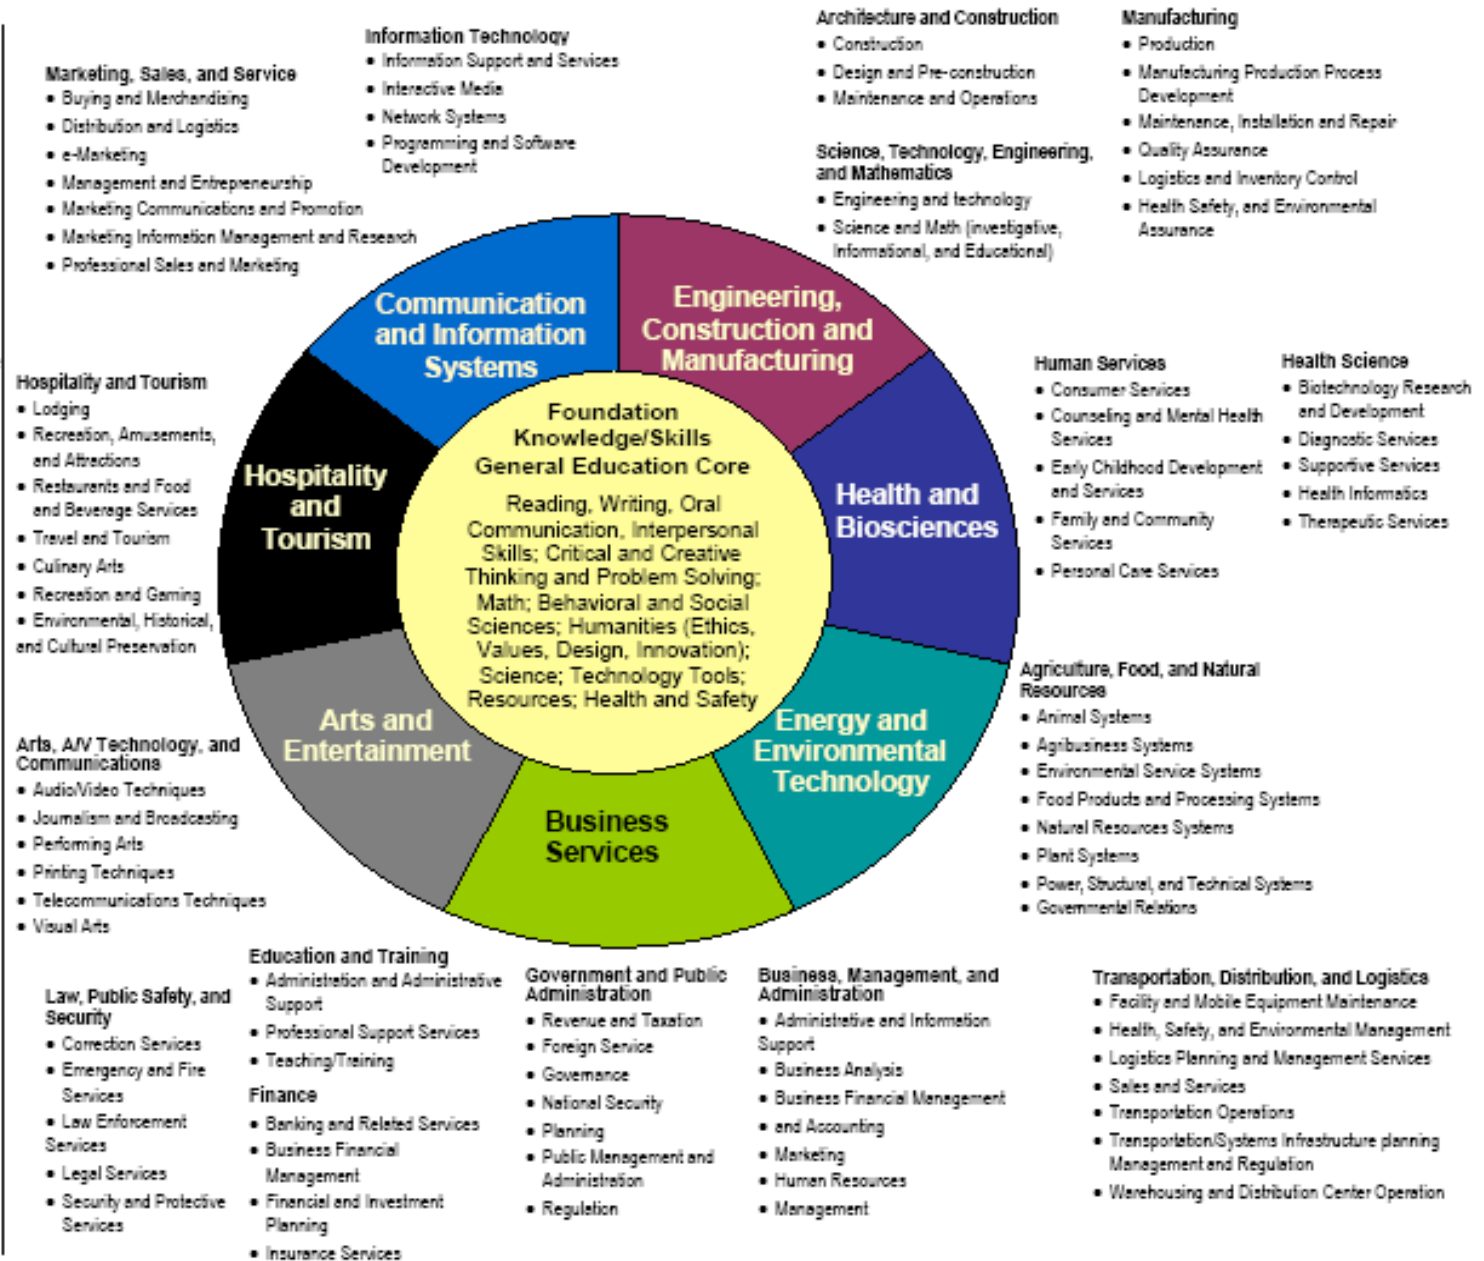 Marketing, Sales, and Service
• Buying and Merchandising
• Distribution and Logistics
• e-Marketing
• Management and Entrepreneurship
• Marketing Communications and Promotion
• Marketing Information Management and Research
• Professional Sales and Marketing
Information Technology
• Information Support and Services
• Interactive Media
• Network Systems
• Programming and Software
Development
Architecture and Construction
• Construction
• Design and Pre-construction
• Maintenance and Operations
Science, Technology, Engineering,
and Mathematics
• Engineering and technology
• Science and Math (investigative,
Informational, and Educational)
Manufacturing
• Production
• Manufacturing Production Process
Development
• Maintenance, Installation and Repair
• Quality Assurance
• Logistics and Inventory Control
• Health Safety, and Environmental
Assurance
Communication
and Information
Systems
Engineering,
Construction and
Manufacturing
Hospitality and Tourism
• Lodging
• Recreation, Amusements,
and Attractions
• Restaurants and Food
and Beverage Services
• Travel and Tourism
• Culinary Arts
• Recreation and Gaming
• Environmental, Historical,
and Cultural Preservation
Hospitality
and
Tourism
Foundation
Knowledge/Skills
General Education Core
Reading, Writing, Oral
Communication, Interpersonal
Skills; Critical and Creative
Thinking and Problem Solving;
Math; Behavioral and Social
Sciences; Humanities (Ethics,
Values, Design, Innovation);
Science; Technology Tools;
Resources; Health and Safety
Health and
Biosciences
Human Services
• Consumer Services
• Counseling and Mental Health
Services
• Early Childhood Development
and Services
• Family and Community
Services
• Personal Care Services
Health Science
• Biotechnology Research
and Development
• Diagnostic Services
• Supportive Services
• Health Informatics
• Therapeutic Services
Arts and
Entertainment
Business
Services
Energy and
Environmental
Technology
Agriculture, Food, and Natural
Resources
• Animal Systems
• Agribusiness Systems
• Environmental Service Systems
• Food Products and Processing Systems
• Natural Resources Systems
• Plant Systems
• Power, Structural, and Technical Systems
• Governmental Relations
Arts, A/V Technology, and
Communications
• Audio/Video Techniques
• Journalism and Broadcasting
• Performing Arts
• Printing Techniques
• Telecommunications Techniques
• Visual Arts
Law, Public Safety, and
Security
• Correction Services
• Emergency and Fire
Services
• Law Enforcement
Services
• Legal Services
• Security and Protective
Services
Education and Training
• Administration and Administrative
Support
• Professional Support Services
• Teaching/Training
Finance
• Banking and Related Services
• Business Financial
Management
• Financial and Investment
Planning
• Insurance Services
Government and Public
Administration
• Revenue and Taxation
• Foreign Service
• Governance
• National Security
• Planning
• Public Management and
Administration
• Regulation
Business, Management, and
Administration
• Administrative and Information
Support
• Business Analysis
• Business Financial Management
• and Accounting
• Marketing
• Human Resources
• Management
Transportation, Distribution, and Logistics
• Facility and Mobile Equipment Maintenance
• Health, Safety, and Environmental Management
• Logistics Planning and Management Services
• Sales and Services
• Transportation Operations
• Transportation/Systems Infrastructure planning
Management and Regulation
• Warehousing and Distribution Center Operation